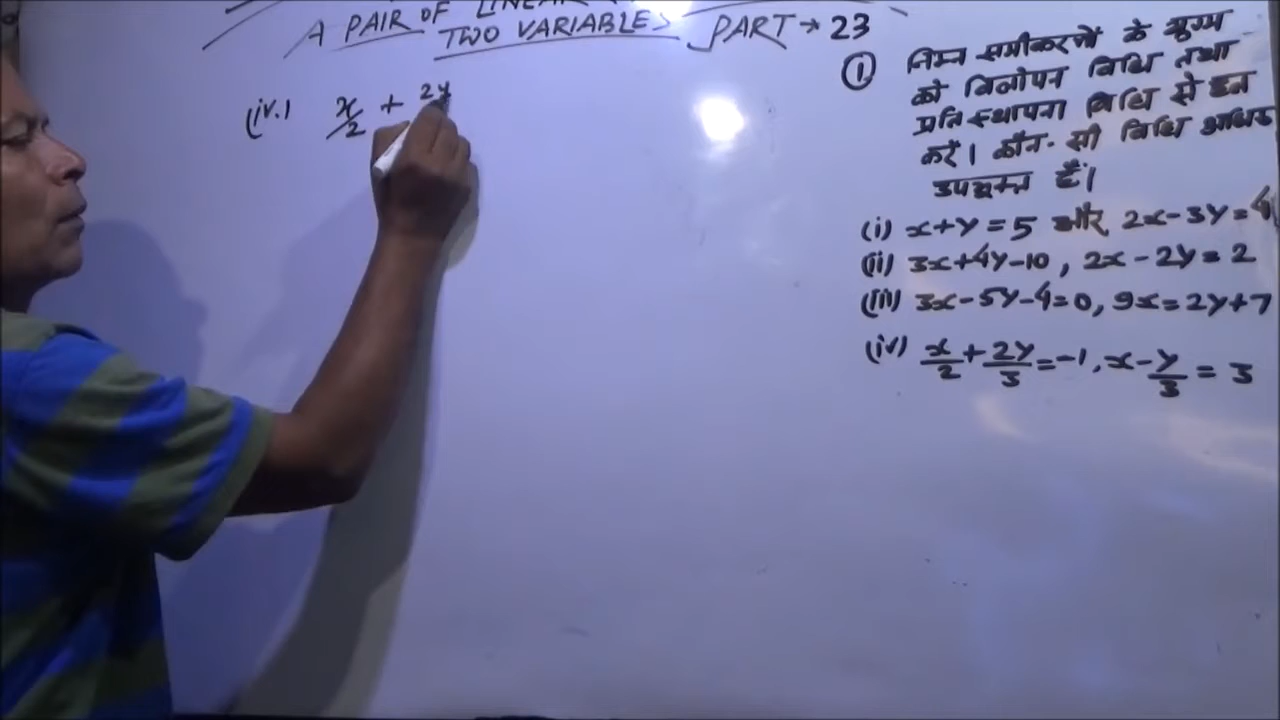 A PAIR OF LINEAR
TWO VARIABLES PART → 23
(iv.) x/2 + 2y
① निम्न समीकरणों के युग्म
को विलोपन विधि तथा
प्रतिस्थापना विधि से हल
करें। कौन-सी विधि अधिक
उपयुक्त है।
(i) x+y=5 और 2x-3y=4
(ii) 3x+4y-10, 2x-2y=2
(iii) 3x-5y-4=0, 9x=2y+7
(iv) x/2+2y/3=-1, x-y/3=3